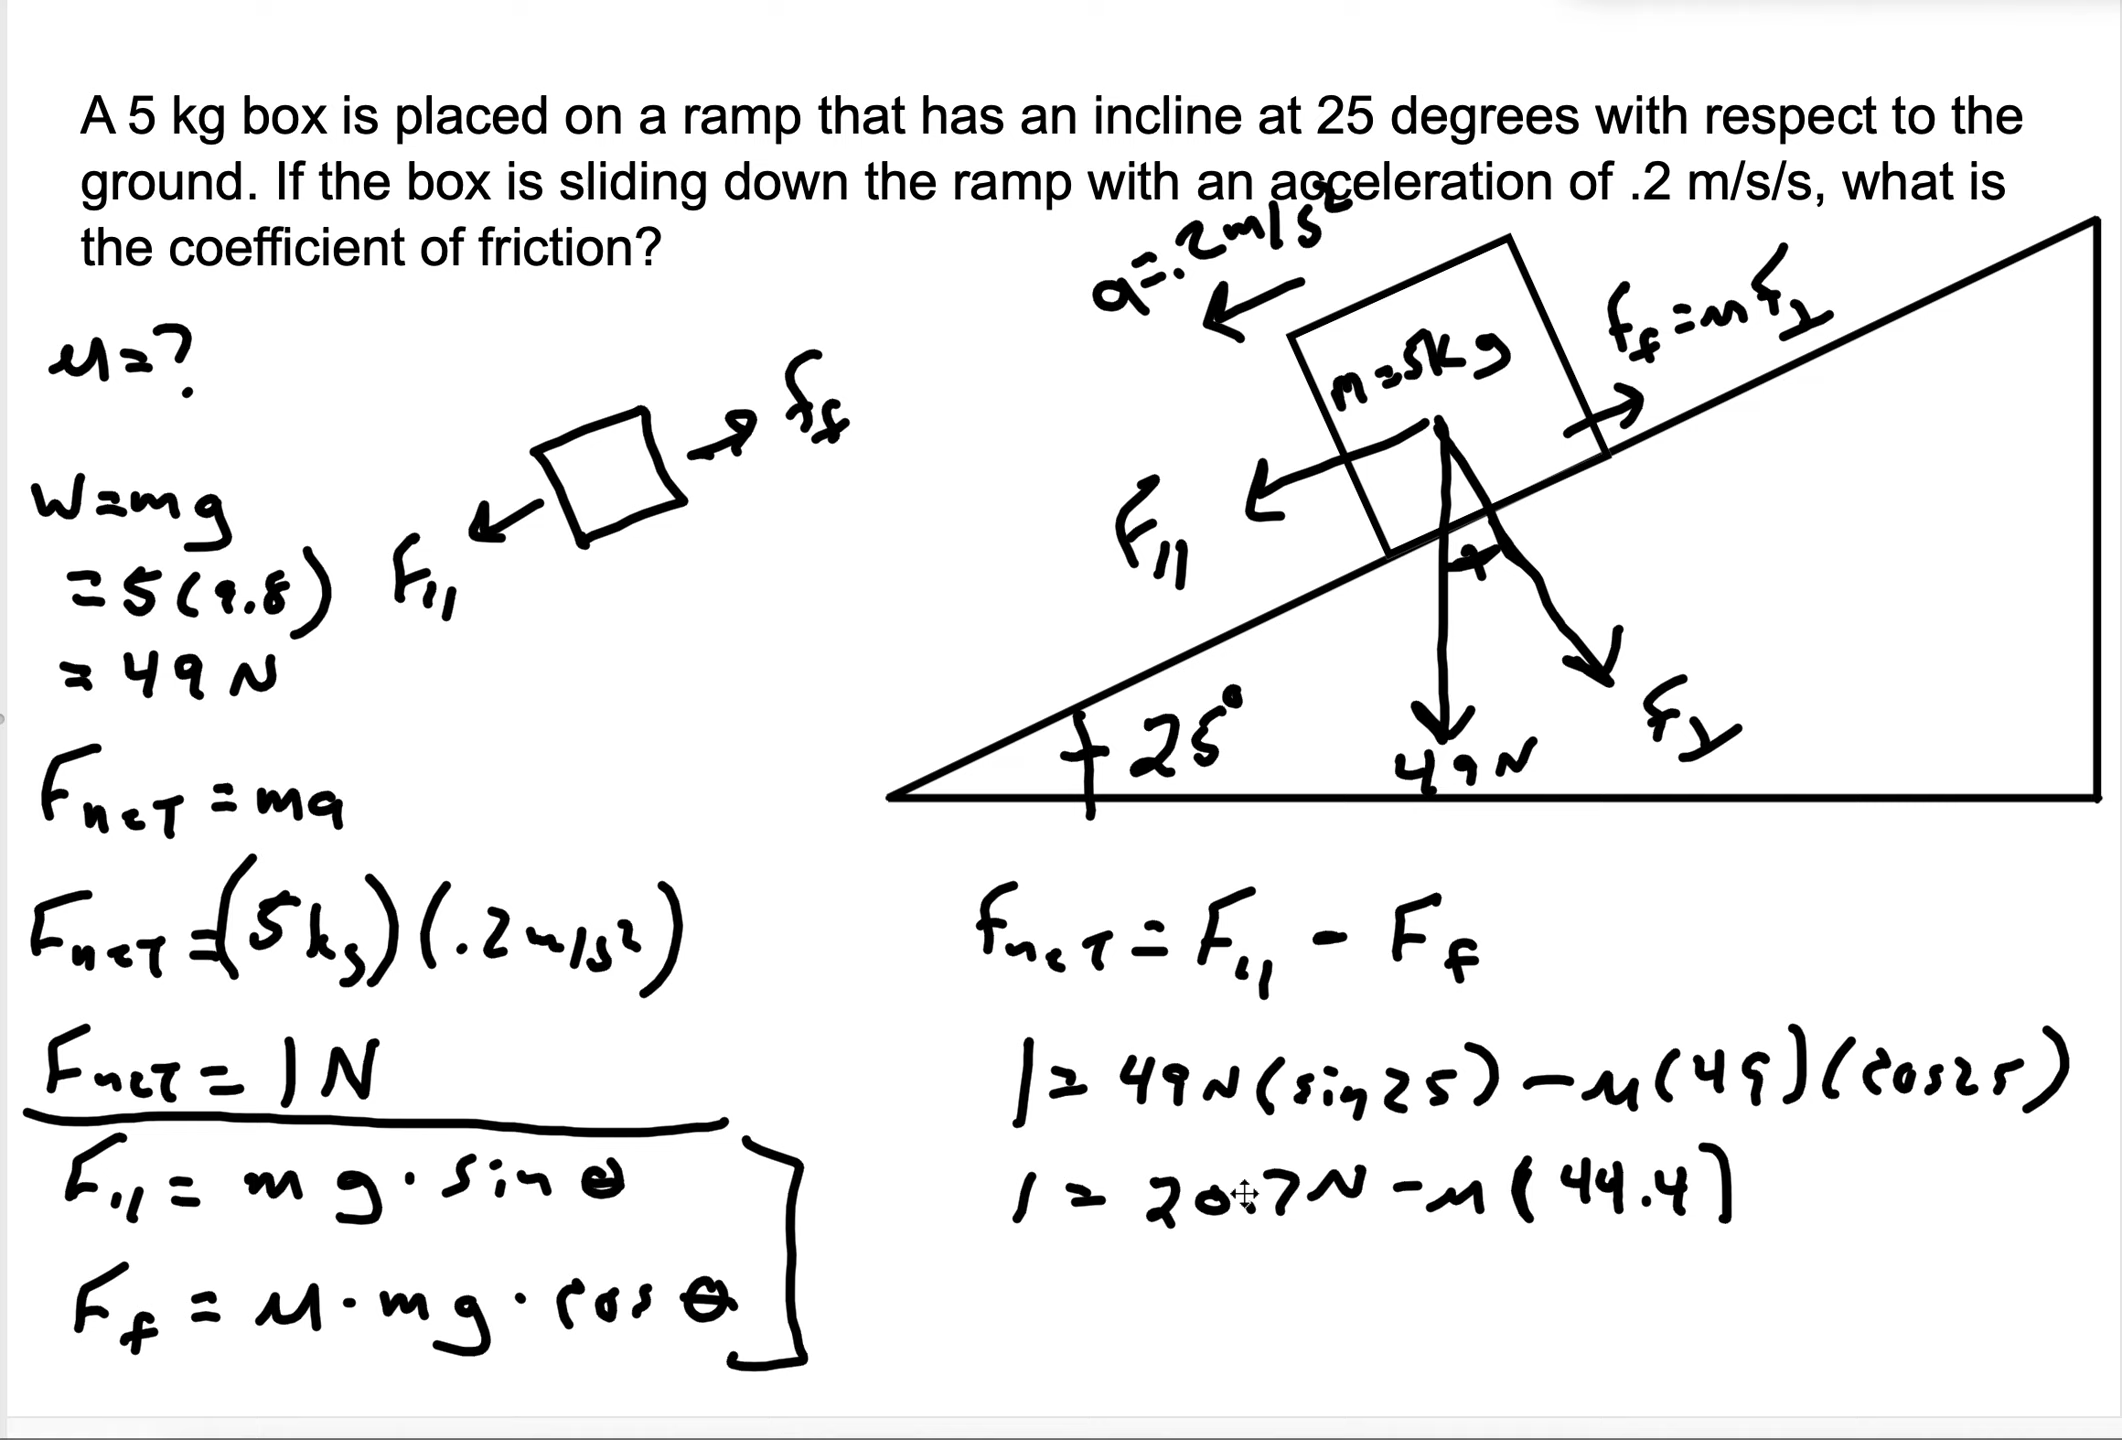 A 5 kg box is placed on a ramp that has an incline at 25 degrees with respect to the
ground. If the box is sliding down the ramp with an acceleration of .2 m/s/s, what is
the coefficient of friction?
a=.2m/s²
m=5kg
Ff=μF⊥
μ=?
Ff
F||
W=mg
=5(9.8)
=49N
F||
25°
49N
F⊥
Fnet=ma
Fnet=(5kg)(.2m/s²)
Fnet=1N
F||=mg·sinθ
Ff=μ·mg·cosθ
Fnet=F||-Ff
1=49N(sin25)-μ(49)(cos25)
1=20.7N-μ(44.4)